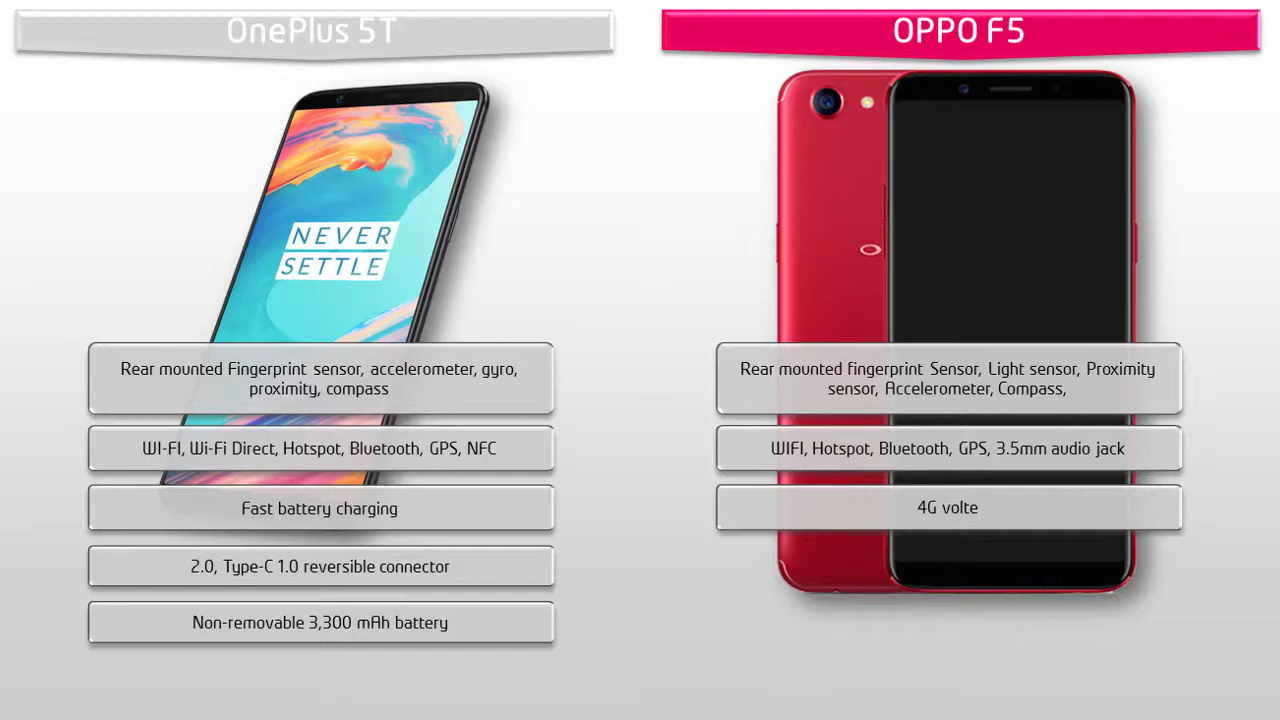 OnePlus 5T
NEVER
SETTLE
Rear mounted Fingerprint sensor, accelerometer, gyro,
proximity, compass
WI-FI, Wi-Fi Direct, Hotspot, Bluetooth, GPS, NFC
Fast battery charging
2.0, Type-C 1.0 reversible connector
Non-removable 3,300 mAh battery
OPPO F5
Rear mounted fingerprint Sensor, Light sensor, Proximity
sensor, Accelerometer, Compass,
WIFI, Hotspot, Bluetooth, GPS, 3.5mm audio jack
4G volte